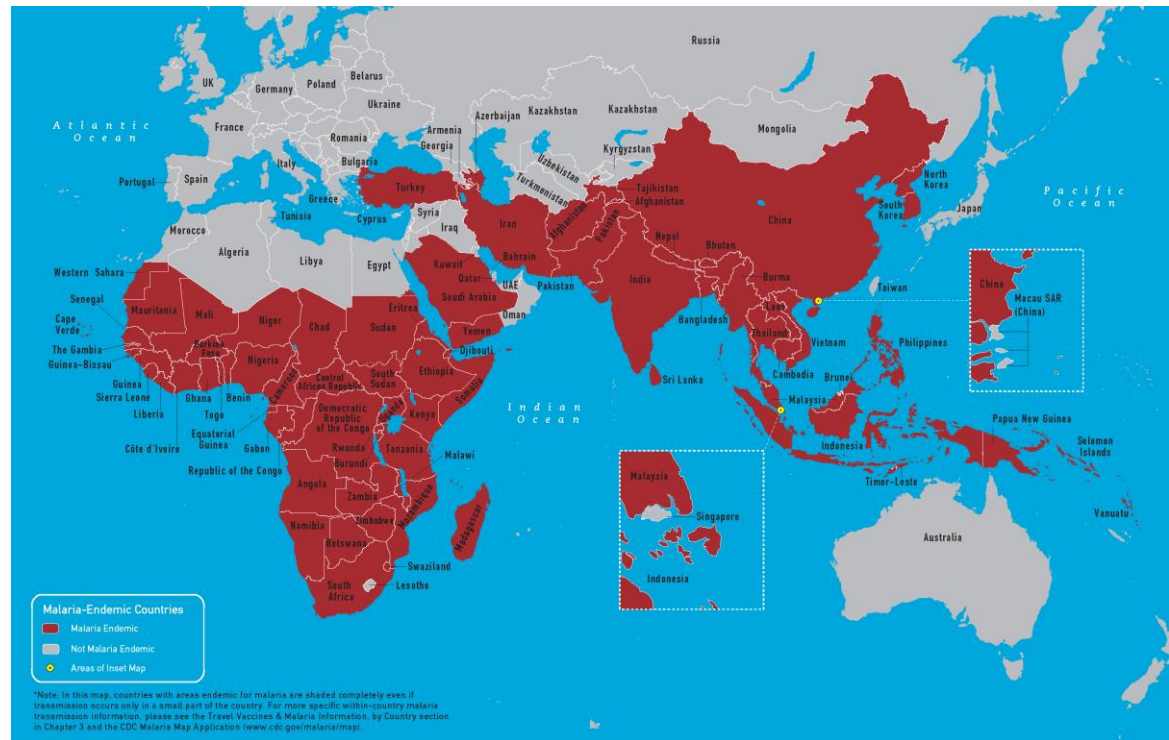 Russia
UK
Germany
Poland
Belarus
Ukraine
France
Romania
Italy
Bulgaria
Armenia
Georgia
Azerbaijan
Kazakhstan
Kazakhstan
Mongolia
Kyrgyzstan
Uzbekistan
Turkmenistan
Atlantic
Ocean
Portugal
Spain
Greece
Turkey
Tajikistan
Afghanistan
North
Korea
South
Korea
Japan
Pacific
Ocean
China
Tunisia
Cyprus
Syria
Iraq
Iran
Afghanistan
Pakistan
Nepal
Bhutan
Morocco
Algeria
Libya
Egypt
Kuwait
Bahrain
Qatar
UAE
Saudi Arabia
Oman
Pakistan
India
Burma
Bangladesh
Laos
Taiwan
China
Macau SAR
(China)
Western Sahara
Mauritania
Mali
Niger
Chad
Sudan
Eritrea
Yemen
Djibouti
Senegal
Cape
Verde
The Gambia
Guinea-Bissau
Burkina
Faso
Nigeria
Guinea
Sierra Leone
Liberia
Ghana
Togo
Benin
Côte d'Ivoire
Cameroon
Central
African Republic
South
Sudan
Ethiopia
Somalia
Equatorial
Guinea
Gabon
Republic of the Congo
Democratic
Republic
of the Congo
Uganda
Kenya
Rwanda
Burundi
Tanzania
Malawi
Indian
Ocean
Thailand
Vietnam
Cambodia
Philippines
Sri Lanka
Brunei
Malaysia
Indonesia
Papua New Guinea
Solomon
Islands
Timor-Leste
Vanuatu
Angola
Zambia
Mozambique
Zimbabwe
Namibia
Botswana
Madagascar
Swaziland
South
Africa
Lesotho
Malaysia
Singapore
Indonesia
Australia
Malaria-Endemic Countries
Malaria Endemic
Not Malaria Endemic
Areas of Inset Map
*Note: In this map, countries with areas endemic for malaria are shaded completely even if
transmission occurs only in a small part of the country. For more specific within-country malaria
transmission information, please see the Travel Vaccines & Malaria Information, by Country section
in Chapter 3 and the CDC Malaria Map Application (www.cdc.gov/malaria/map).